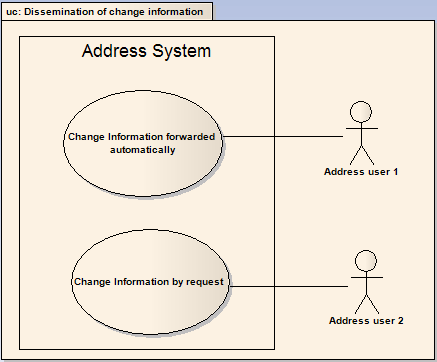 uc: Dissemination of change information
Address System
Change Information forwarded
automatically
Address user 1
Change Information by request
Address user 2